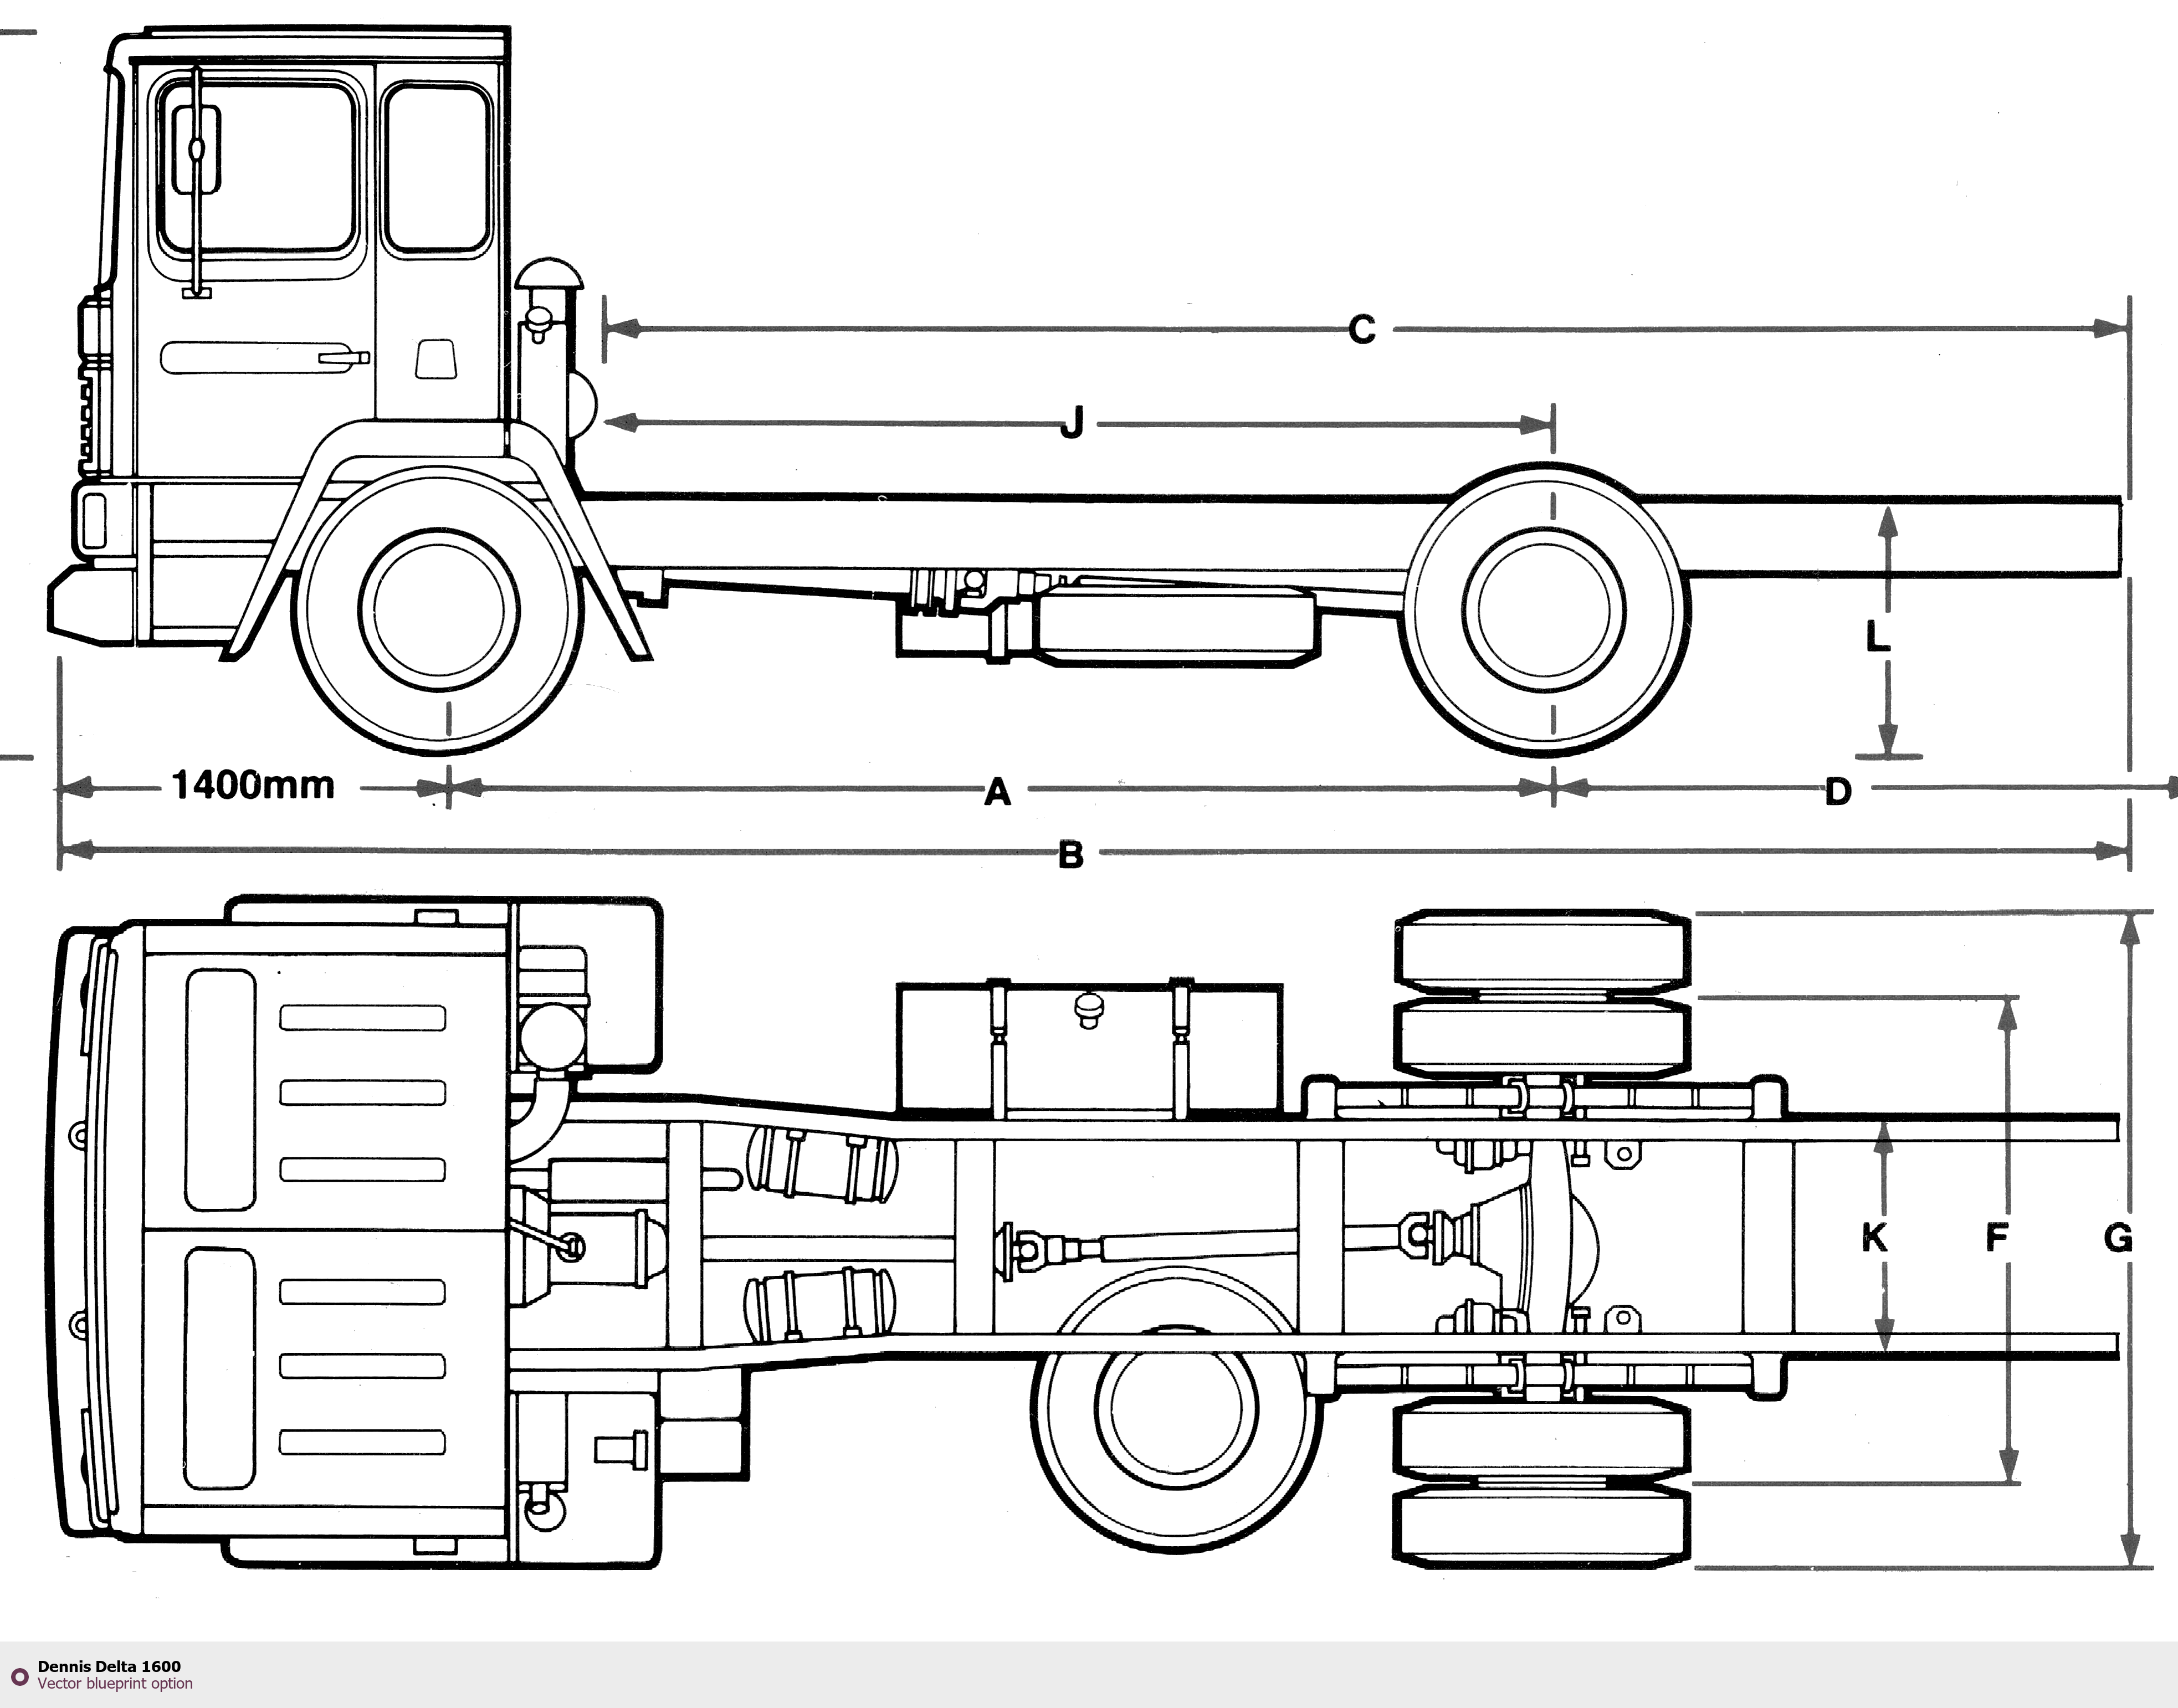 C
J
L
1400mm
A
D
B
K
F
G
Dennis Delta 1600
Vector blueprint option